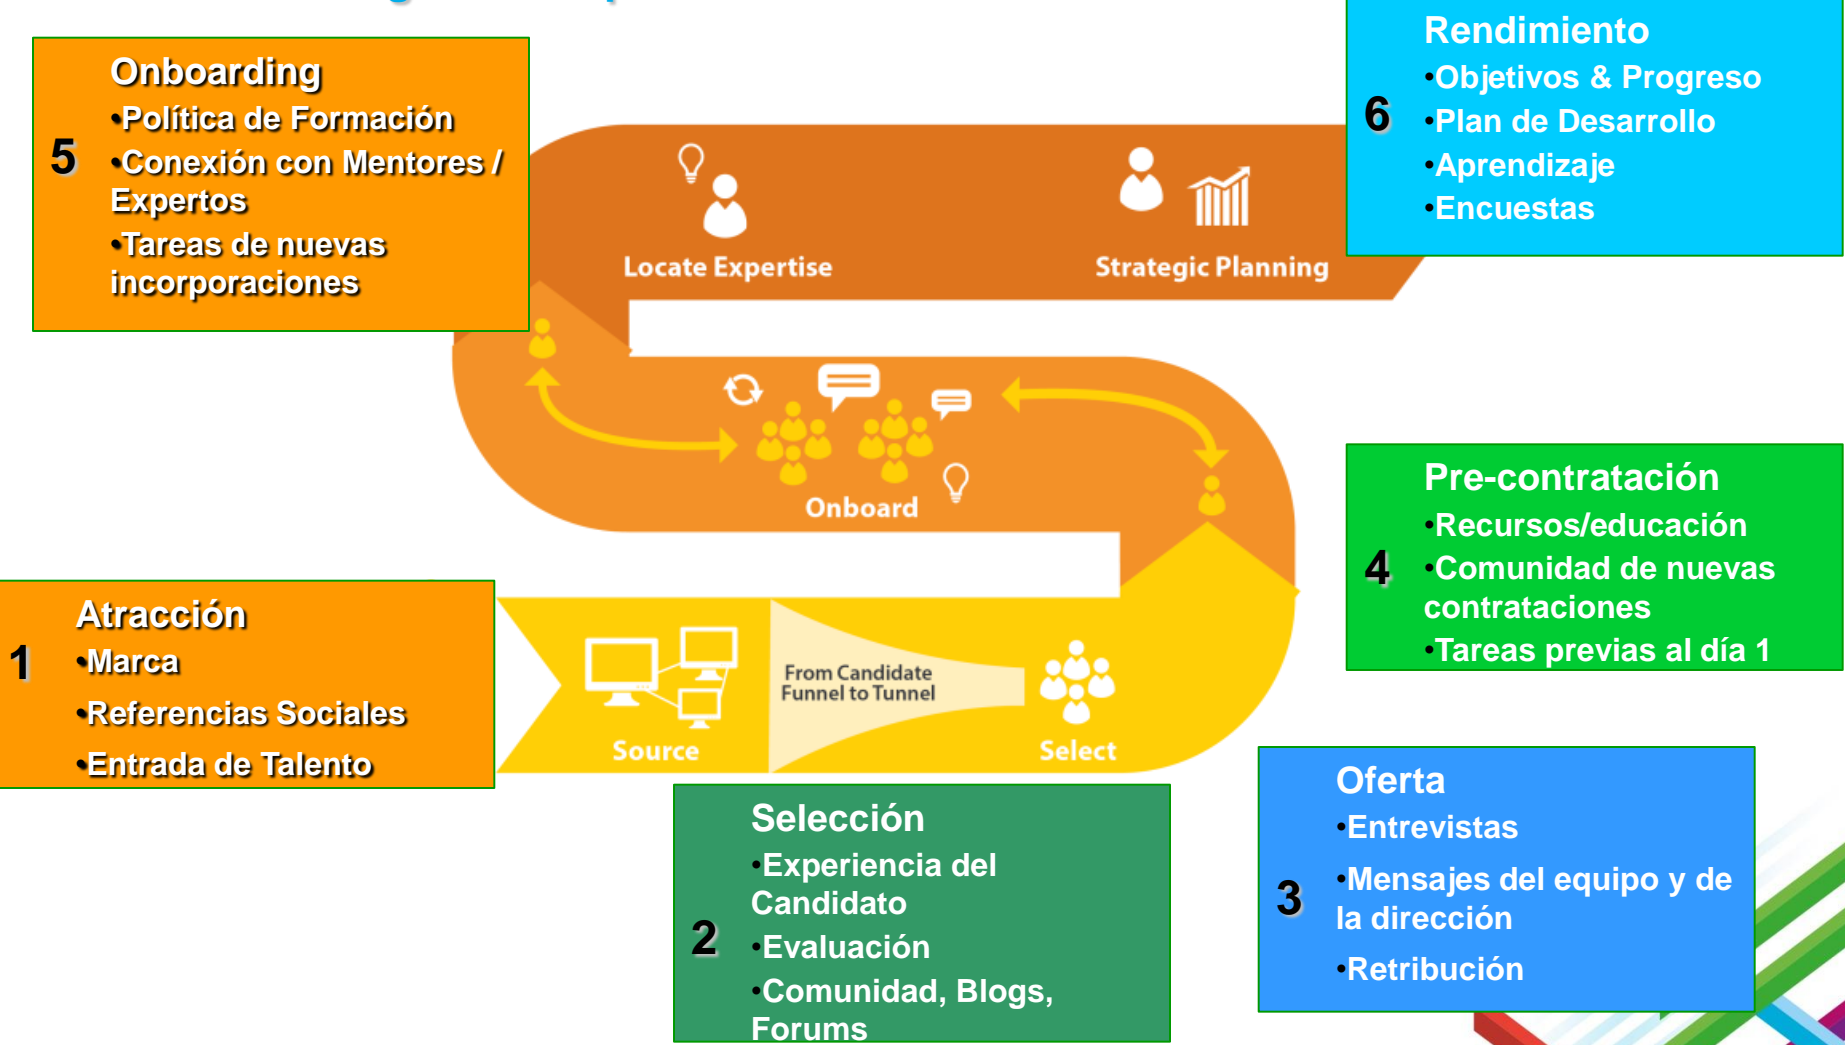 Onboarding
•Política de Formación
5
•Conexión con Mentores /
Expertos
•Tareas de nuevas
incorporaciones
Rendimiento
•Objetivos & Progreso
6
•Plan de Desarrollo
•Aprendizaje
•Encuestas
Locate Expertise
Strategic Planning
Onboard
Pre-contratación
•Recursos/educación
4
•Comunidad de nuevas
contrataciones
•Tareas previas al día 1
Atracción
1
•Marca
•Referencias Sociales
•Entrada de Talento
From Candidate
Funnel to Tunnel
Source
Select
Selección
•Experiencia del
Candidato
2
•Evaluación
•Comunidad, Blogs,
Forums
Oferta
•Entrevistas
3
•Mensajes del equipo y de
la dirección
•Retribución